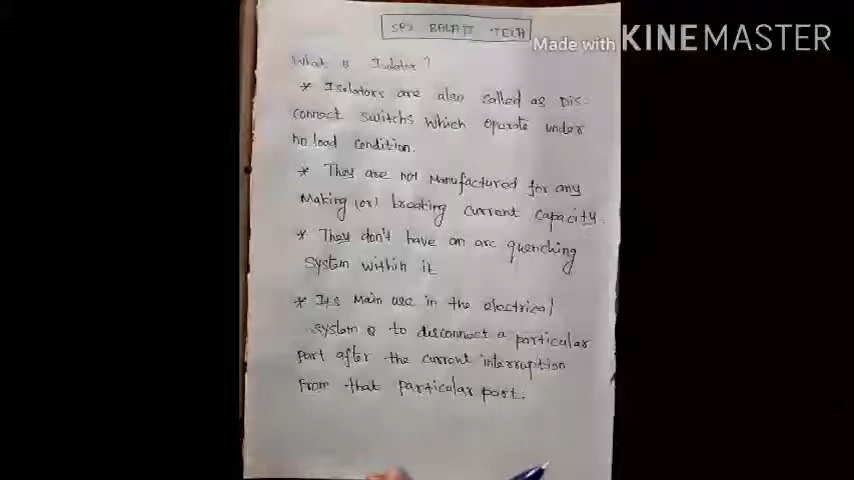 SPJ BALAJI TECH
Made with KINEMASTER
What is Isolator?
* Isolators are also called as Dis-
connect switchs which operate under
no load condition.
* They are not Manufactured for any
Making (or) breaking current capacity.
* They don't have an arc quenching
system within it
* Its Main use in the electrical
system is to disconnect a particular
part after the current interruption
From that particular part.